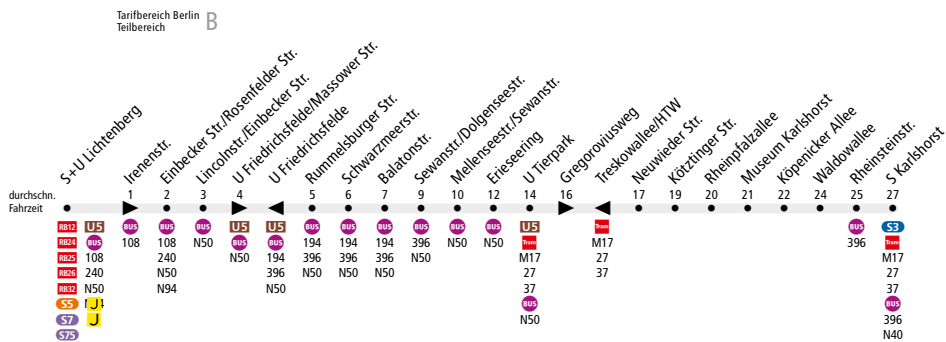 Tarifbereich Berlin
Teilbereich B
S+U Lichtenberg
Irenenstr.
Einbecker Str./Rosenfelder Str.
Lincolnstr./Einbecker Str.
U Friedrichsfelde/Massower Str.
U Friedrichsfelde
Rummelsburger Str.
Schwarzmeerstr.
Balatonstr.
Sewanstr./Dolgenseestr.
Mellenseestr./Sewanstr.
Erieseering
U Tierpark
Gregoroviusweg
Treskowallee/HTW
Neuwieder Str.
Kötztinger Str.
Rheinpfalzallee
Museum Karlshorst
Köpenicker Allee
Waldowallee
Rheinsteinstr.
S Karlshorst
durchschn. 1 2 3 4 5 6 7 9 10 12 14 16 17 19 20 21 22 24 25 27
Fahrzeit
RB12 U5 BUS BUS BUS U5 U5 BUS BUS BUS BUS BUS BUS U5 Tram BUS S3
RB24 BUS 108 108 N50 BUS BUS 194 194 194 396 N50 N50 Tram M17 396 Tram
RB25 108 240 N50 194 396 396 396 N50 M17 27 M17
RB26 240 N50 396 N50 N50 N50 27 37 27
RB32 N50 N94 N50 37 37
S5 J BUS BUS
S7 J N50 396
S75 N40